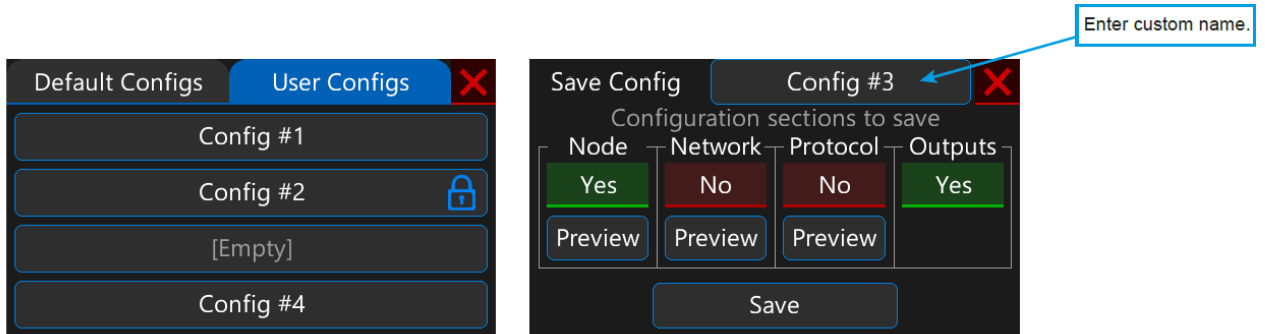 Enter custom name.
Default Configs User Configs
Config #1
Config #2
[Empty]
Config #4
Save Config Config #3
Configuration sections to save
Node Network Protocol Outputs
Yes No No Yes
Preview Preview Preview
Save